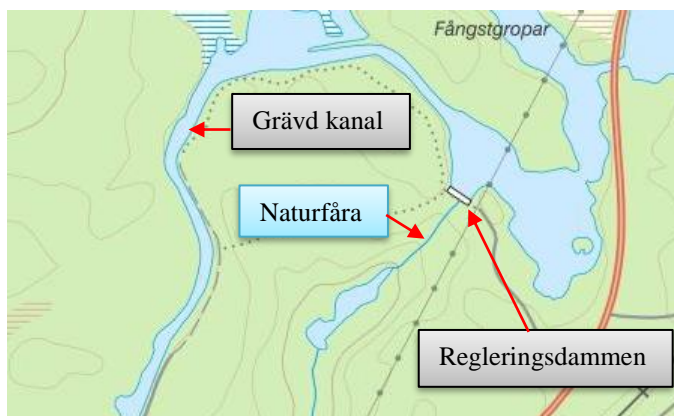 Fångstgropar
Grävd kanal
Naturfåra
Regleringsdammen